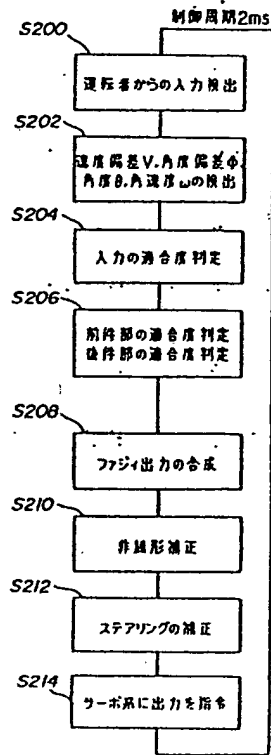 制御周期2ms
S200
運転者からの入力検出
S202
速度偏差V.角度偏差Φ.
角度θ.角速度ωの検出
S204
入力の適合度判定
S206
前件部の適合度判定
後件部の適合度判定
S208
ファジィ出力の合成
S210
非線形補正
S212
ステアリングの補正
S214
サーボ系に出力を指令